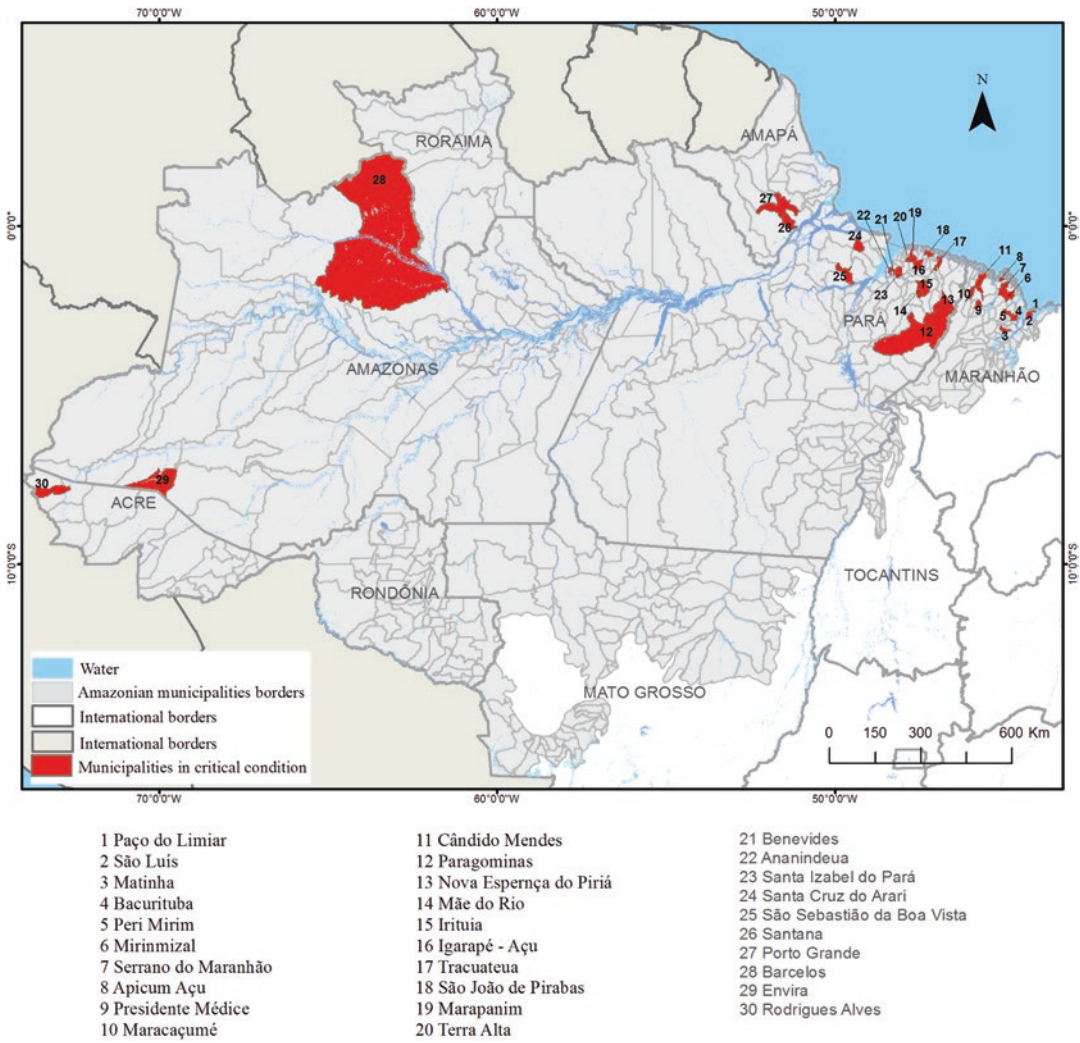 70°0'0"W 60°0'0"W 50°0'0"W
N
AMAPÁ
RORAIMA
28
27
26
0°0'0"
0°0'0"
22 21 20 19
18
17
24
25
23
16
15
14
13
12
11
10
9
8
7
6
5
4
3
2
1
PARÁ
MARANHÃO
AMAZONAS
30
29
ACRE
10°0'0"S
10°0'0"S
RONDÔNIA
TOCANTINS
MATO GROSSO
Water
Amazonian municipalities borders
International borders
International borders
Municipalities in critical condition
0 150 300 600 Km
70°0'0"W 60°0'0"W 50°0'0"W
1 Paço do Limiar
2 São Luís
3 Matinha
4 Bacurituba
5 Peri Mirim
6 Mirinmizal
7 Serrano do Maranhão
8 Apicum Açu
9 Presidente Médice
10 Maracaçumé
11 Cândido Mendes
12 Paragominas
13 Nova Espernça do Piriá
14 Mãe do Rio
15 Irituia
16 Igarapé - Açu
17 Tracuateua
18 São João de Pirabas
19 Marapanim
20 Terra Alta
21 Benevides
22 Ananindeua
23 Santa Izabel do Pará
24 Santa Cruz do Arari
25 São Sebastião da Boa Vista
26 Santana
27 Porto Grande
28 Barcelos
29 Envira
30 Rodrigues Alves